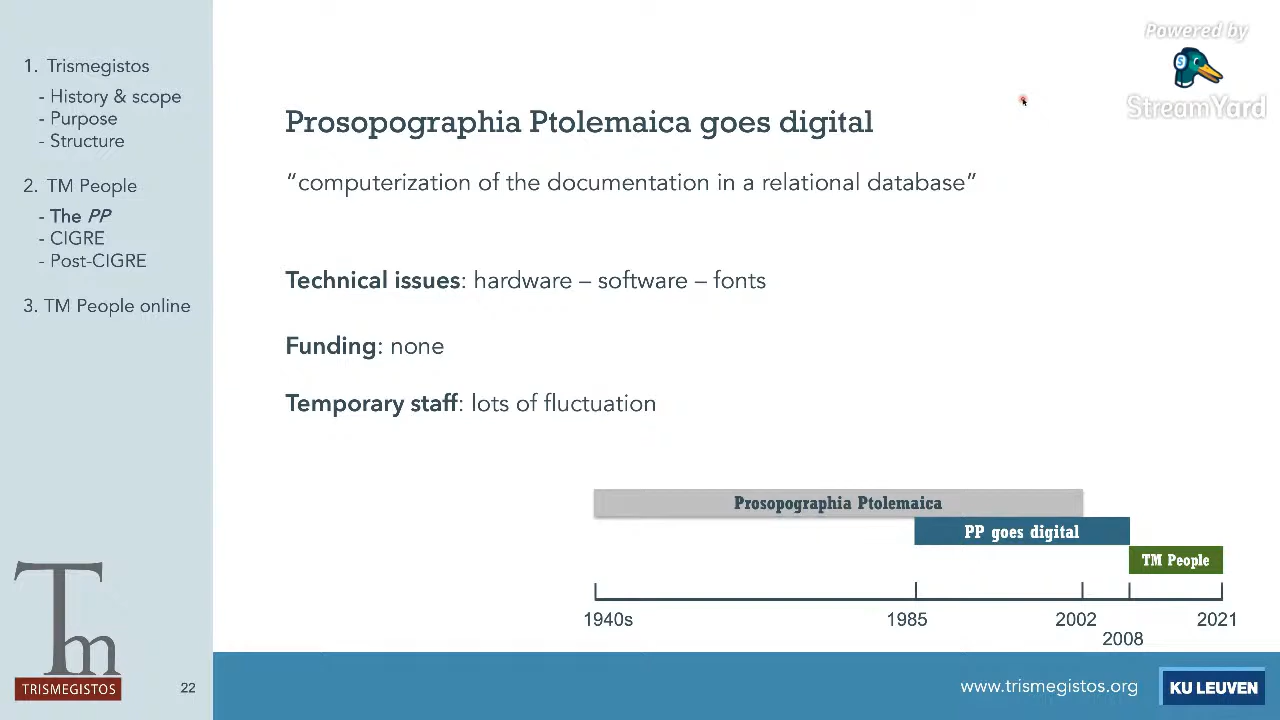 1. Trismegistos
- History & scope
- Purpose
- Structure
2. TM People
- The PP
- CIGRE
- Post-CIGRE
3. TM People online
Tm
TRISMEGISTOS
22
Powered by
StreamYard
Prosopographia Ptolemaica goes digital
“computerization of the documentation in a relational database”
Technical issues: hardware – software – fonts
Funding: none
Temporary staff: lots of fluctuation
Prosopographia Ptolemaica
PP goes digital
TM People
1940s 1985 2002 2021
2008
www.trismegistos.org
KU LEUVEN